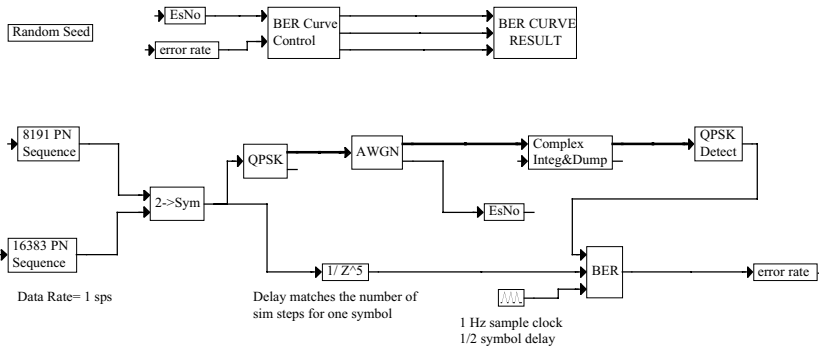 EsNo
BER Curve
Control
BER CURVE
RESULT
Random Seed
error rate
8191 PN
Sequence
QPSK
AWGN
Complex
Integ&Dump
QPSK
Detect
2->Sym
EsNo
16383 PN
Sequence
1/ Z^5
BER
error rate
Data Rate= 1 sps
Delay matches the number of
sim steps for one symbol
1 Hz sample clock
1/2 symbol delay